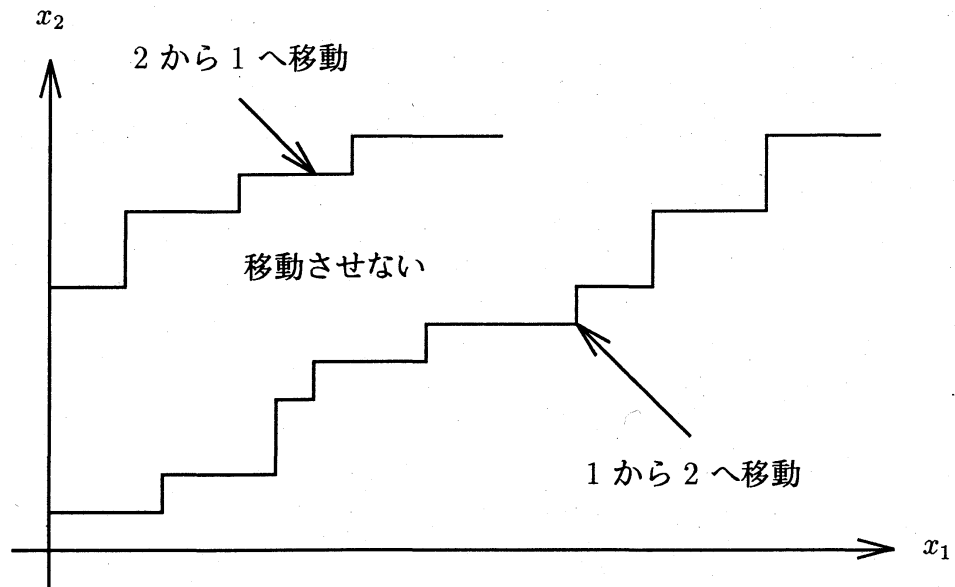 x₂
2 から 1 へ移動
移動させない
1 から 2 へ移動
x₁